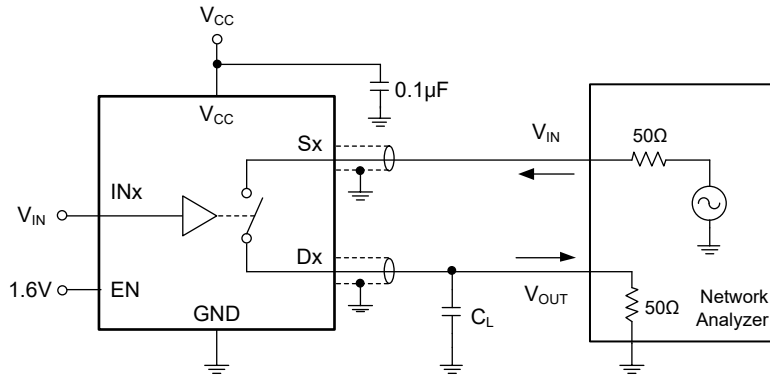 VCC
0.1µF
VCC
Sx
VIN
50Ω
INx
VIN
Dx
1.6V
EN
VOUT
50Ω
Network
Analyzer
GND
CL